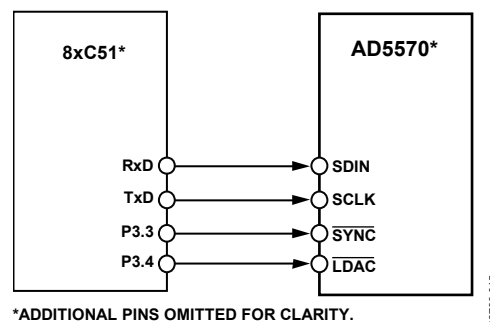 8xC51*
AD5570*
RxD
SDIN
TxD
SCLK
P3.3
SYNC
P3.4
LDAC
*ADDITIONAL PINS OMITTED FOR CLARITY.